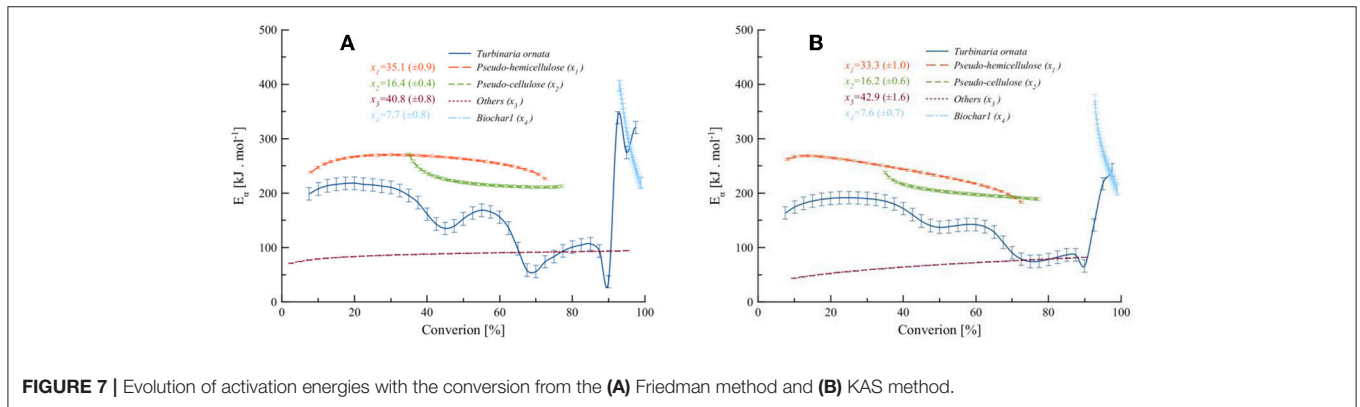 A
500
400
300
200
100
0
Eα [kJ . mol-1]
x1=35.1 (±0.9)
x2=16.4 (±0.4)
x3=40.8 (±0.8)
x4=7.7 (±0.8)
Turbinaria ornata
Pseudo-hemicellulose (x1)
Pseudo-cellulose (x2)
Others (x3)
Biochar1 (x4)
0 20 40 60 80 100
Converion [%]
B
500
400
300
200
100
0
Eα [kJ . mol-1]
x1=33.3 (±1.0)
x2=16.2 (±0.6)
x3=42.9 (±1.6)
x4=7.6 (±0.7)
Turbinaria ornata
Pseudo-hemicellulose (x1)
Pseudo-cellulose (x2)
Others (x3)
Biochar1 (x4)
0 20 40 60 80 100
Converion [%]
FIGURE 7 | Evolution of activation energies with the conversion from the (A) Friedman method and (B) KAS method.